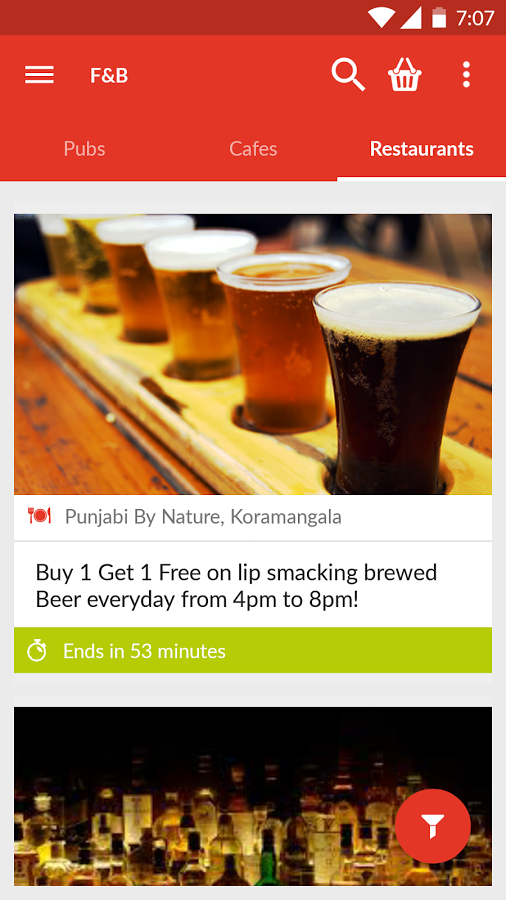 7:07
F&B
Pubs
Cafes
Restaurants
Punjabi By Nature, Koramangala
Buy 1 Get 1 Free on lip smacking brewed
Beer everyday from 4pm to 8pm!
Ends in 53 minutes